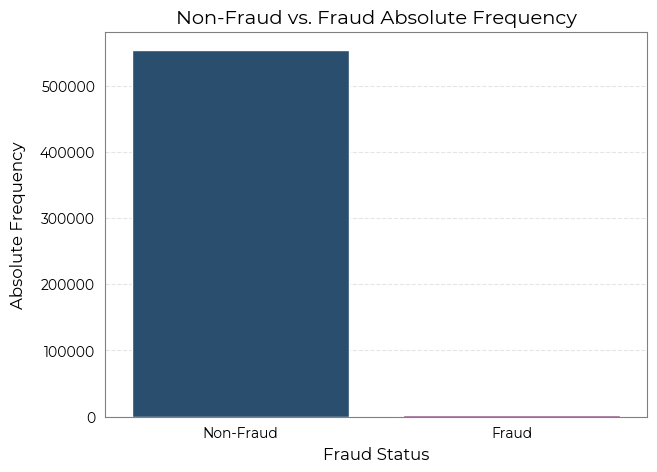 Non-Fraud vs. Fraud Absolute Frequency
Absolute Frequency
500000
400000
300000
200000
100000
0
Non-Fraud
Fraud
Fraud Status